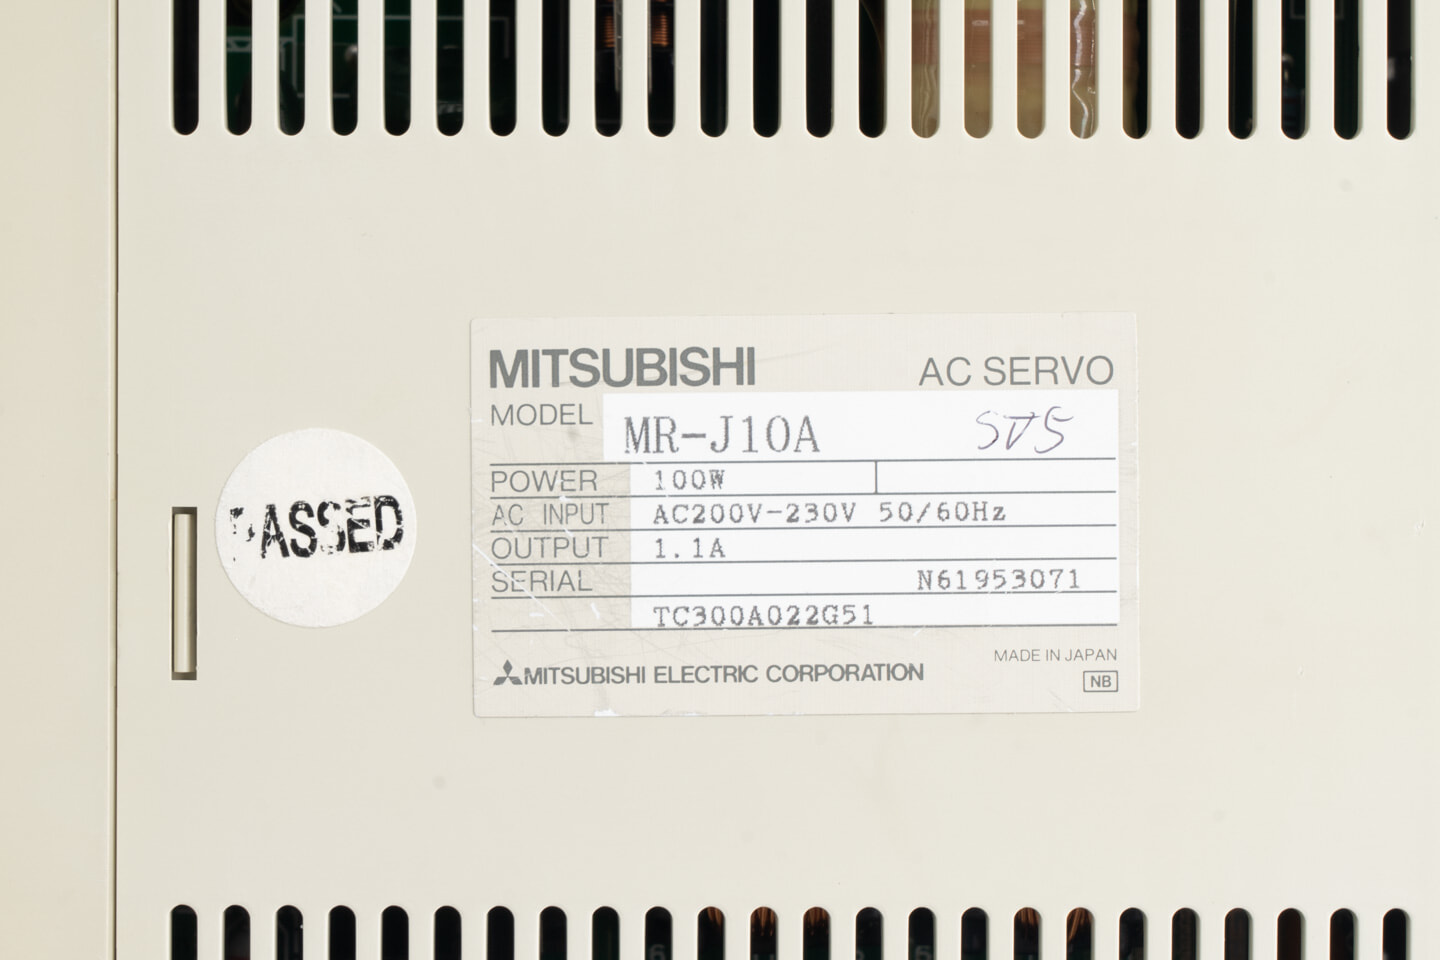 MITSUBISHI AC SERVO
MODEL MR-J10A SV5
POWER 100W
AC INPUT AC200V-230V 50/60Hz
OUTPUT 1.1A
SERIAL N61953071
TC300A022G51
MITSUBISHI ELECTRIC CORPORATION
MADE IN JAPAN
NB
PASSED